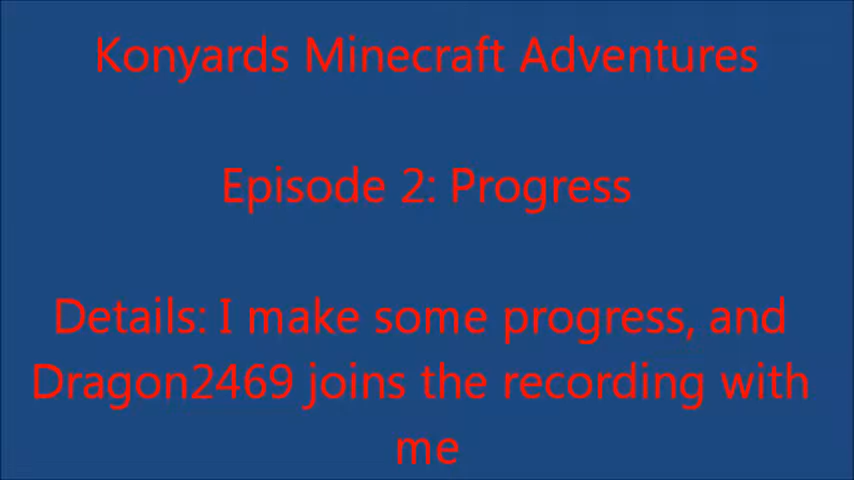 Konyards Minecraft Adventures
Episode 2: Progress
Details: I make some progress, and
Dragon2469 joins the recording with
me